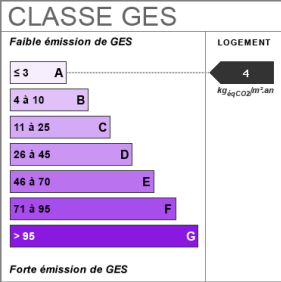 CLASSE GES
Faible émission de GES
LOGEMENT
≤ 3 A
4
kgéqCO2/m².an
4 à 10 B
11 à 25 C
26 à 45 D
46 à 70 E
71 à 95 F
> 95 G
Forte émission de GES